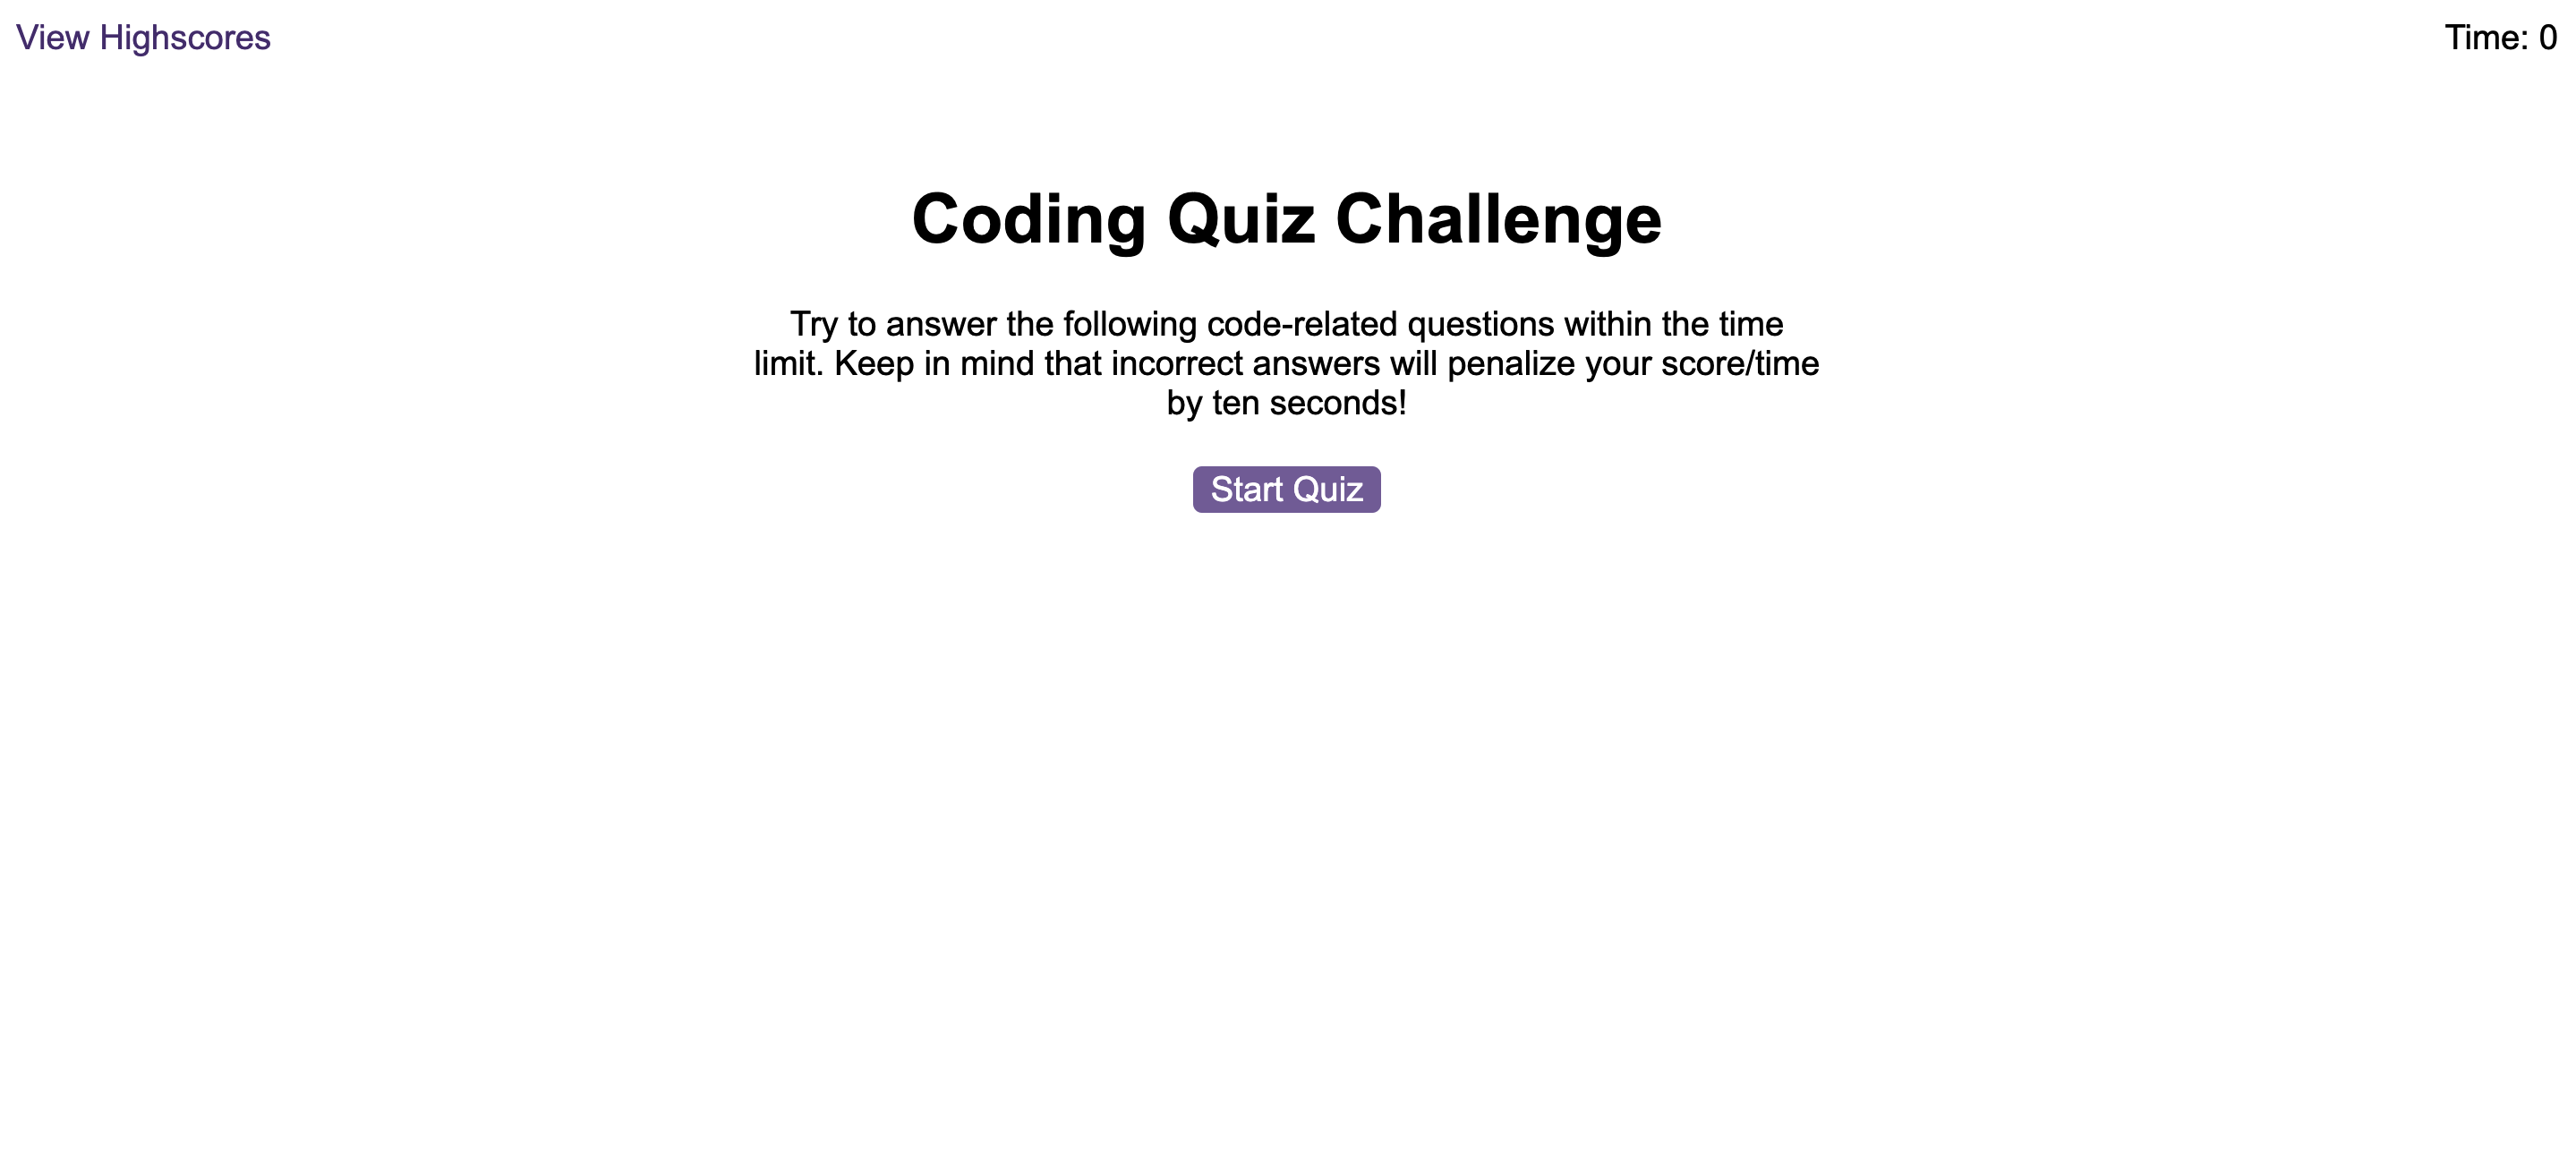 View Highscores
Time: 0
Coding Quiz Challenge
Try to answer the following code-related questions within the time
limit. Keep in mind that incorrect answers will penalize your score/time
by ten seconds!
Start Quiz